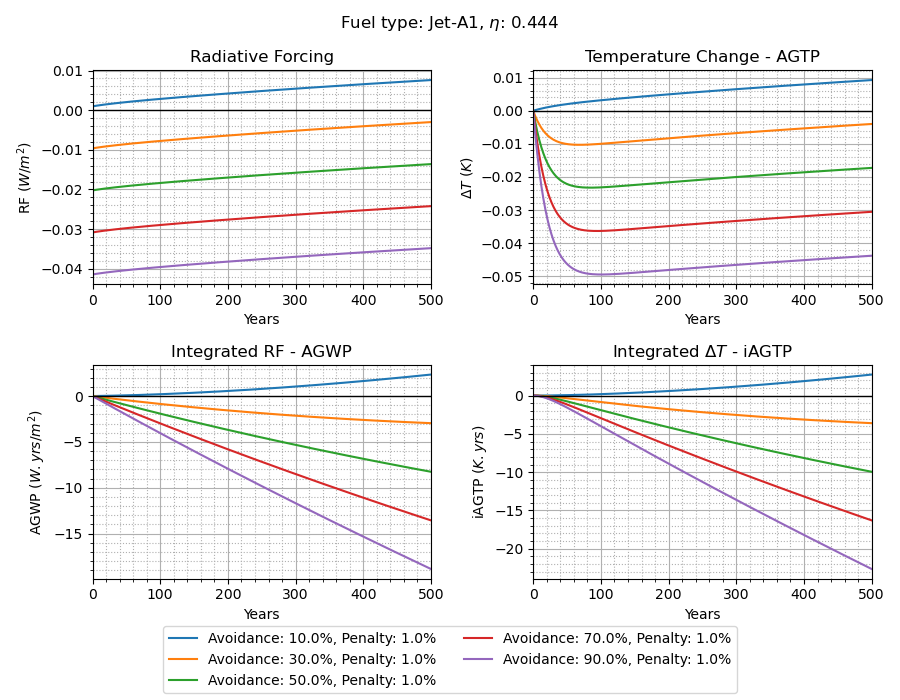 Fuel type: Jet-A1, η: 0.444
Radiative Forcing
Temperature Change - AGTP
0.01
0.00
−0.01
−0.02
−0.03
−0.04
RF (W/m²)
0 100 200 300 400 500
Years
0.01
0.00
−0.01
−0.02
−0.03
−0.04
−0.05
ΔT (K)
0 100 200 300 400 500
Years
Integrated RF - AGWP
Integrated ΔT - iAGTP
0
−5
−10
−15
AGWP (W. yrs/m²)
0 100 200 300 400 500
Years
0
−5
−10
−15
−20
iAGTP (K. yrs)
0 100 200 300 400 500
Years
Avoidance: 10.0%, Penalty: 1.0%
Avoidance: 30.0%, Penalty: 1.0%
Avoidance: 50.0%, Penalty: 1.0%
Avoidance: 70.0%, Penalty: 1.0%
Avoidance: 90.0%, Penalty: 1.0%